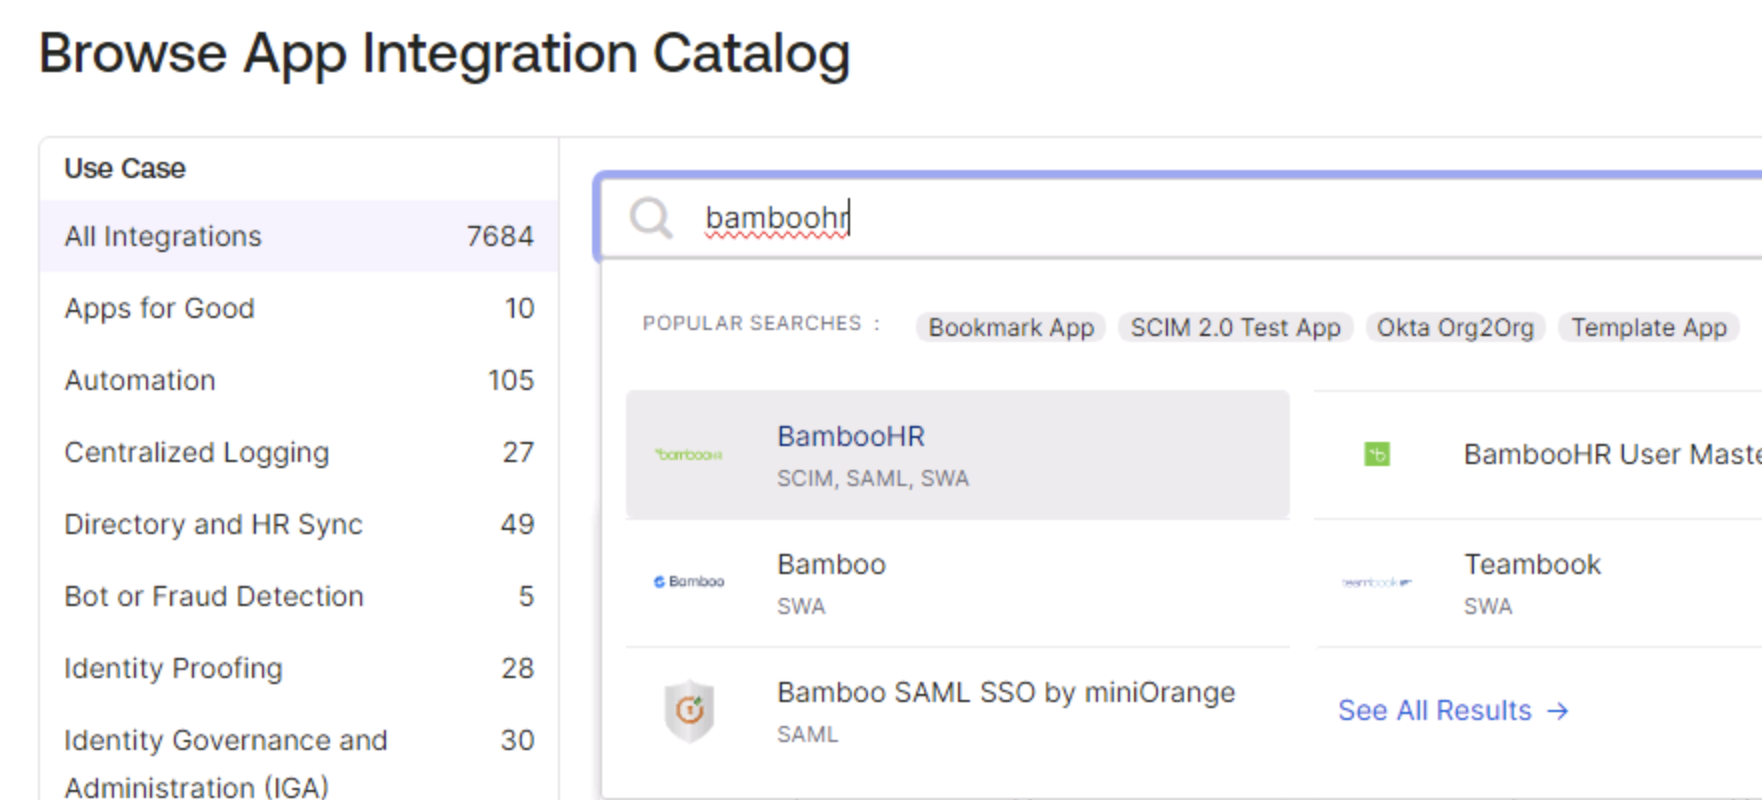 Browse App Integration Catalog
Use Case
All Integrations 7684
Apps for Good 10
Automation 105
Centralized Logging 27
Directory and HR Sync 49
Bot or Fraud Detection 5
Identity Proofing 28
Identity Governance and 30
Administration (IGA)
bamboohr
POPULAR SEARCHES : Bookmark App SCIM 2.0 Test App Okta Org2Org Template App
bambooHR
BambooHR
SCIM, SAML, SWA
BambooHR User Maste
Bamboo
Bamboo
SWA
teambook
Teambook
SWA
Bamboo SAML SSO by miniOrange
SAML
See All Results →